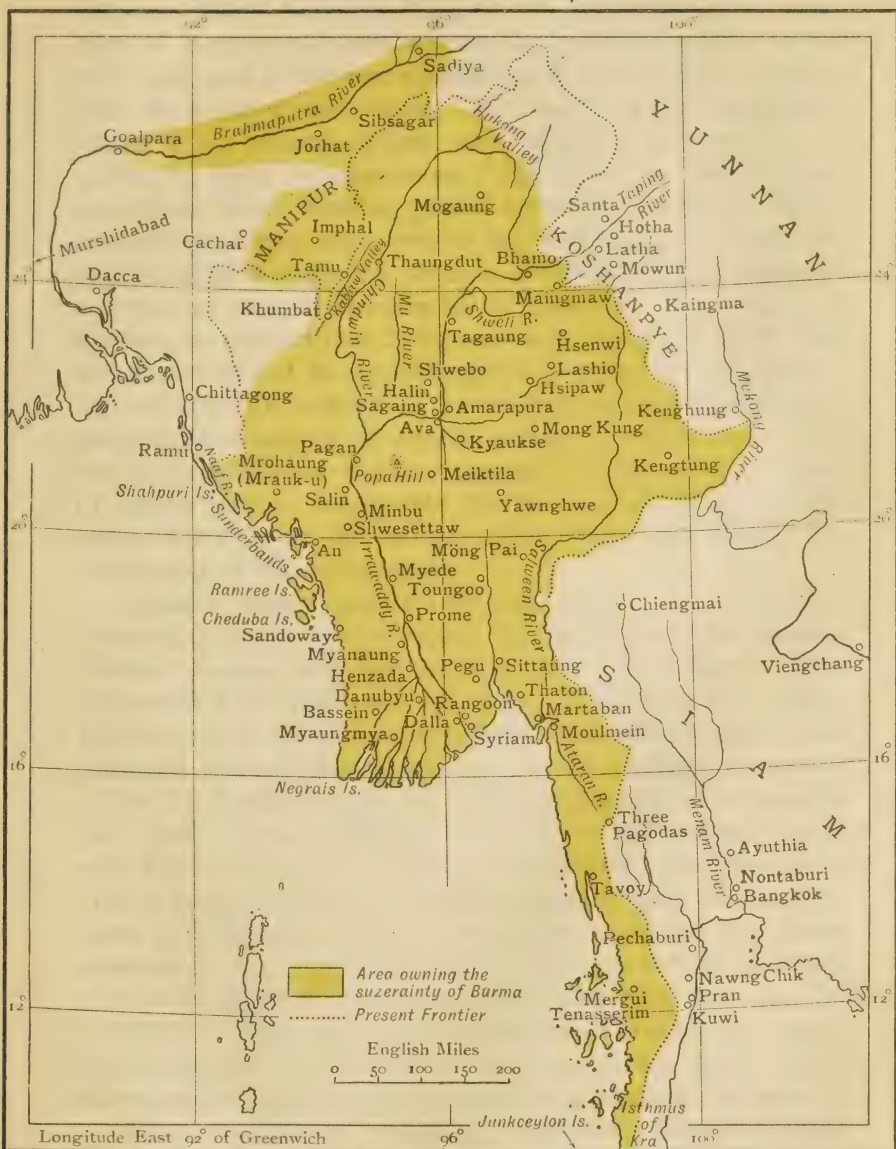 92°
96°
100°
Sadiya
Brahmaputra River
Sibsagar
Goalpara
Jorhat
Hukong
Valley
YUNNAN
Mogaung
Santa
Taping
River
Hotha
MANIPUR
Imphal
Cachar
Murshidabad
Latha
KOSHANPYE
Tamu
Thaungdut
Bhamo
Mowun
24°
24°
Dacca
Kabaw Valley
Maingmaw
Khumbat
Chindwin
River
Mu River
Shweli R.
Kaingma
Tagaung
Hsenwi
Mekong
River
Shwebo
Lashio
Halin
Hsipaw
Chittagong
Sagaing
Amarapura
Kenghung
Ava
Mong Kung
Kyaukse
Ramu
Pagan
Naaf R.
Mrohaung
(Mrauk-u)
Popa Hill
Meiktila
Kengtung
Shahpuri Is.
Salin
Yawnghwe
Minbu
Sunderbands
Shwesettaw
20°
20°
An
Möng Pai
Irrawaddy R.
Salween River
Myede
Ramree Is.
Toungoo
Chiengmai
Cheduba Is.
Prome
Sandoway
Viengchang
Myanaung
Pegu
Sittaung
Henzada
SIAM
Danubyu
Rangoon
Thaton
Bassein
Martaban
Dalla
Moulmein
Myaungmya
Syriam
16°
16°
Negrais Is.
Ataran R.
Three
Pagodas
Menam River
Ayuthia
Tavoy
Nontaburi
Bangkok
Pechaburi
Area owning the
suzerainty of Burma
Nawng Chik
12°
12°
Mergui
Pran
Present Frontier
Tenasserim
Kuwi
English Miles
0 50 100 150 200
Junkceylon Is.
Isthmus
of
Kra
Longitude East 92° of Greenwich
96°
100°